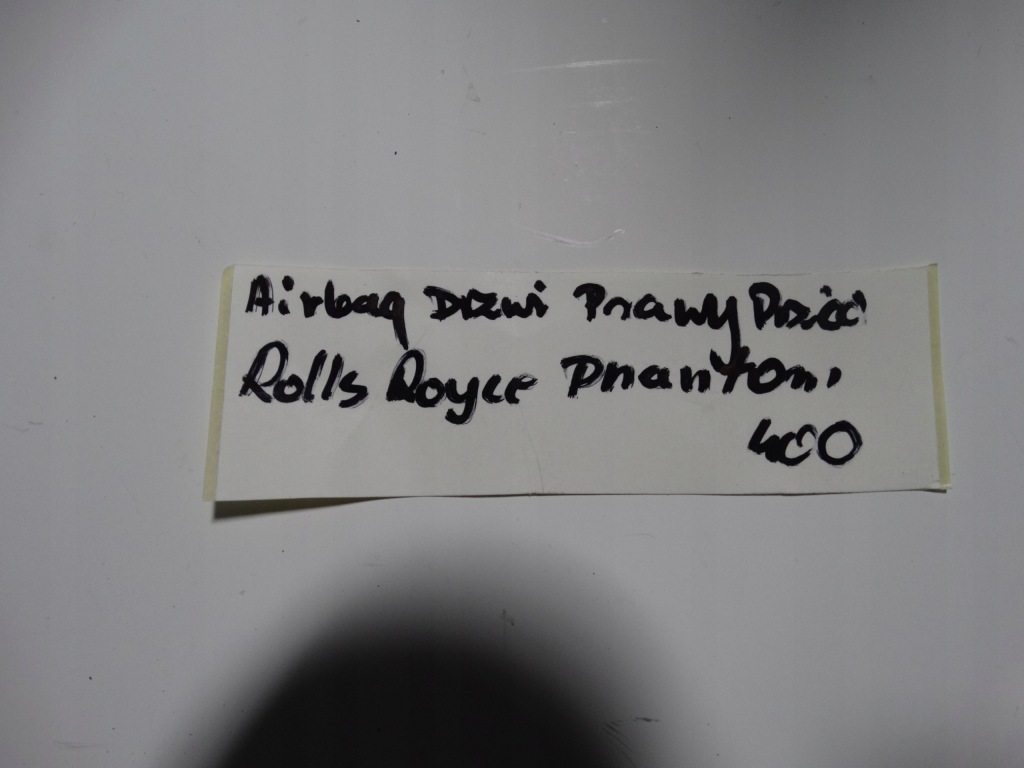 Airbag Drzwi Prawy Przód
Rolls Royce Phantom
400